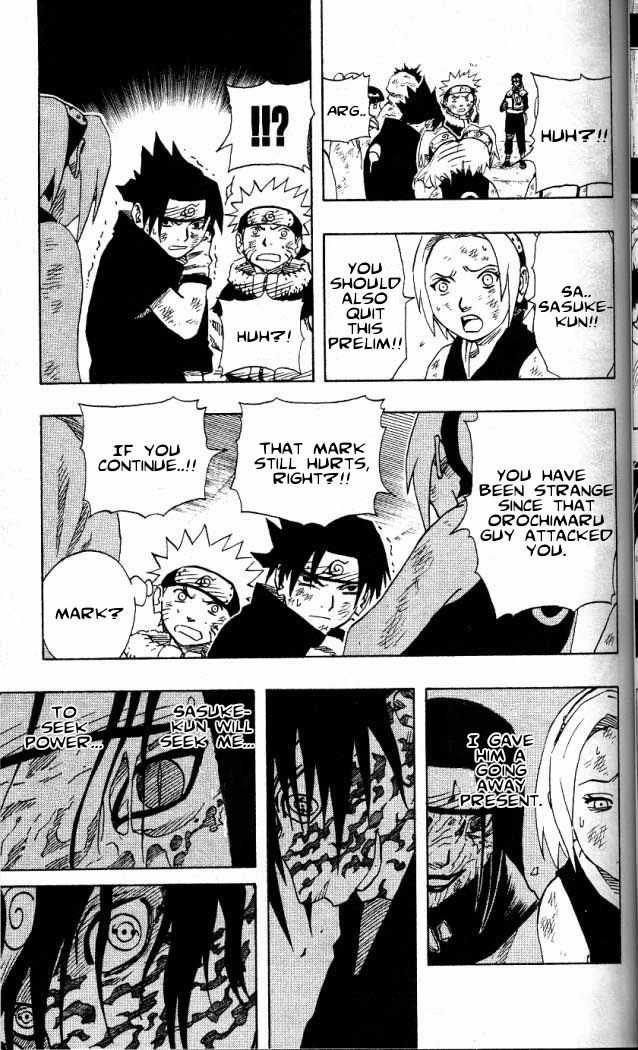 HUH?!!
ARG..
!!?
HUH?!
SA..
SASUKE-
KUN!!
YOU
SHOULD
ALSO
QUIT
THIS
PRELIM!!
YOU HAVE
BEEN STRANGE
SINCE THAT
OROCHIMARU
GUY ATTACKED
YOU.
THAT MARK
STILL HURTS,
RIGHT?!!
IF YOU
CONTINUE..!!
MARK?
I GAVE
HIM A
GOING
AWAY
PRESENT.
SASUKE-
KUN WILL
SEEK ME...
TO
SEEK
POWER...